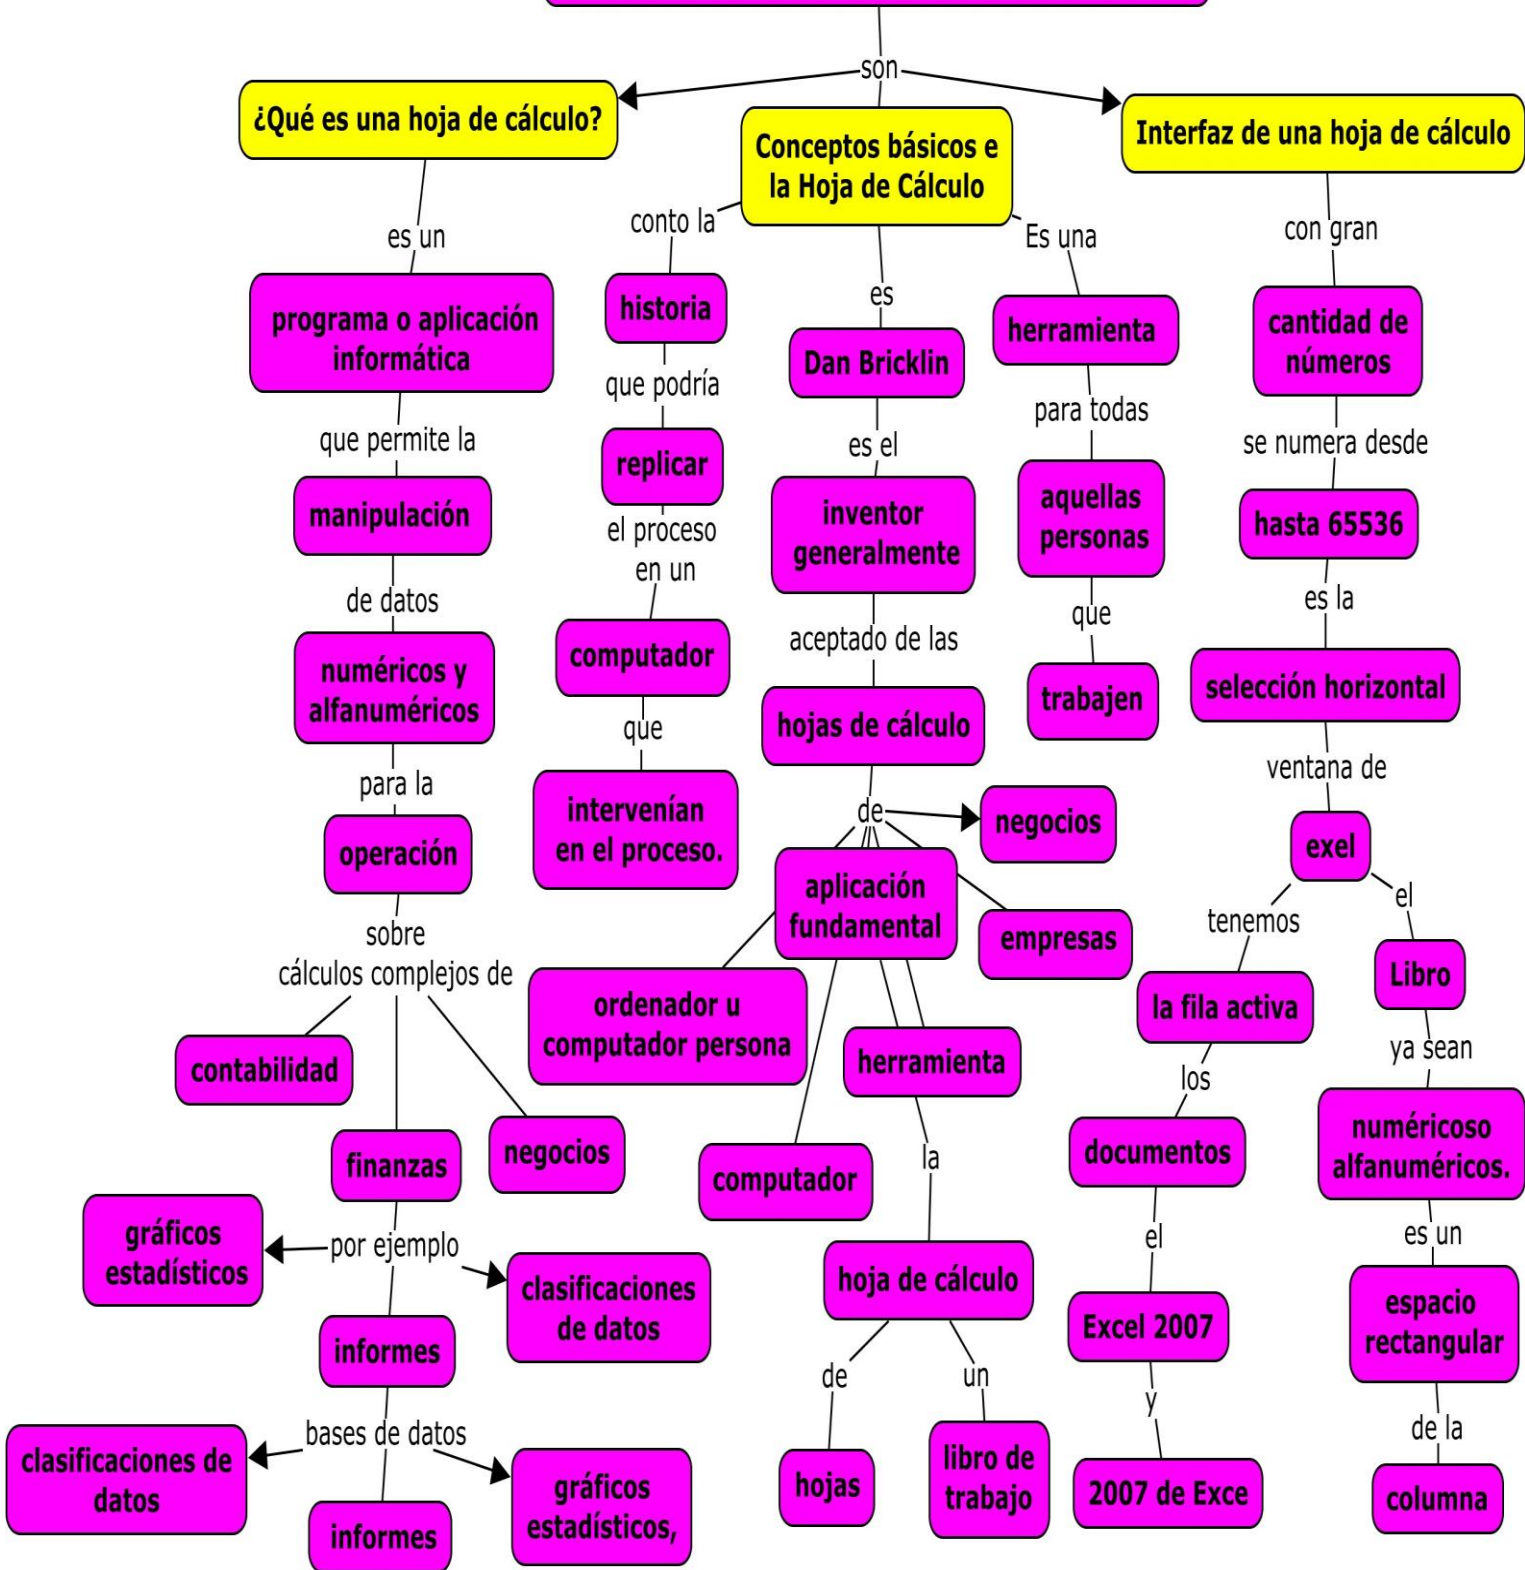 son
¿Qué es una hoja de cálculo?
es un
programa o aplicación
informática
que permite la
manipulación
de datos
numéricos y
alfanuméricos
para la
operación
sobre
cálculos complejos de
contabilidad
finanzas
negocios
por ejemplo
gráficos
estadísticos
clasificaciones
de datos
informes
bases de datos
clasificaciones de
datos
informes
gráficos
estadísticos,
Conceptos básicos e
la Hoja de Cálculo
conto la
historia
que podría
replicar
el proceso
en un
computador
que
intervenían
en el proceso.
es
Dan Bricklin
es el
inventor
generalmente
aceptado de las
hojas de cálculo
de
negocios
aplicación
fundamental
empresas
ordenador u
computador persona
herramienta
computador
la
hoja de cálculo
de
hojas
un
libro de
trabajo
Es una
herramienta
para todas
aquellas
personas
que
trabajen
Interfaz de una hoja de cálculo
con gran
cantidad de
números
se numera desde
hasta 65536
es la
selección horizontal
ventana de
exel
tenemos
la fila activa
los
documentos
el
Excel 2007
y
2007 de Exce
el
Libro
ya sean
numéricoso
alfanuméricos.
es un
espacio
rectangular
de la
columna